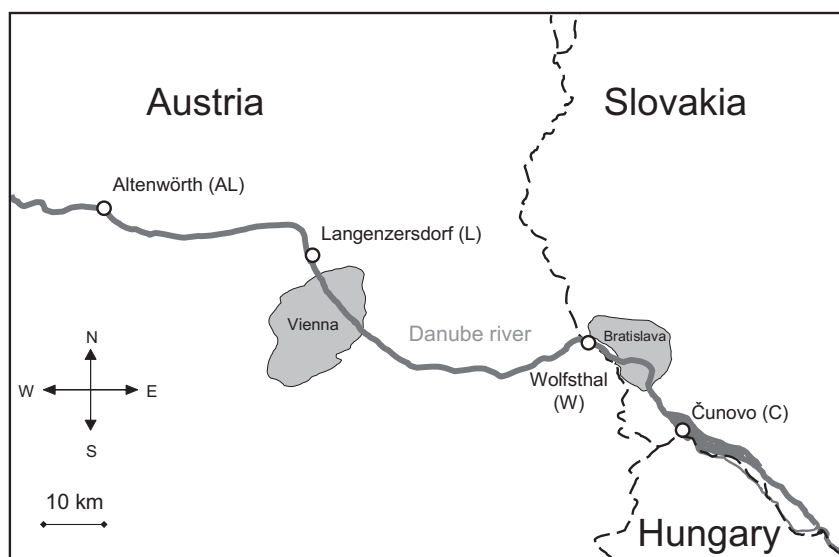 Austria
Slovakia
Altenwörth (AL)
Langenzersdorf (L)
Vienna
Danube river
Bratislava
Wolfsthal
(W)
Čunovo (C)
N
W
E
S
10 km
Hungary